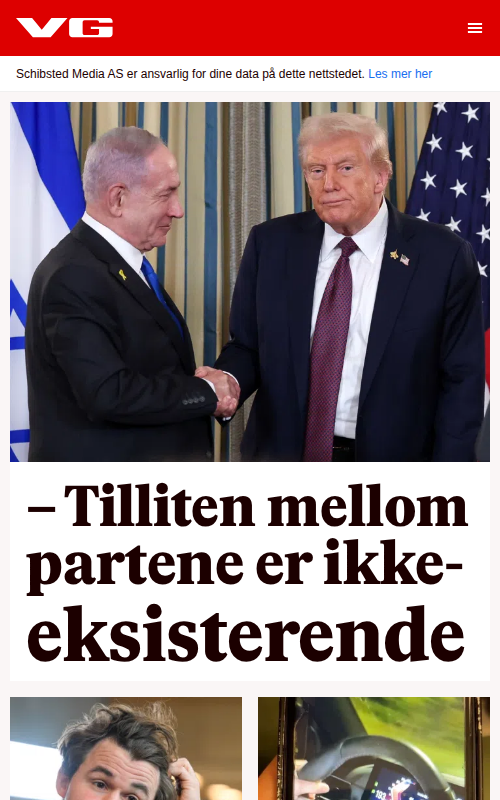 VG
Schibsted Media AS er ansvarlig for dine data på dette nettstedet. Les mer her
– Tilliten mellom
partene er ikke-
eksisterende
193